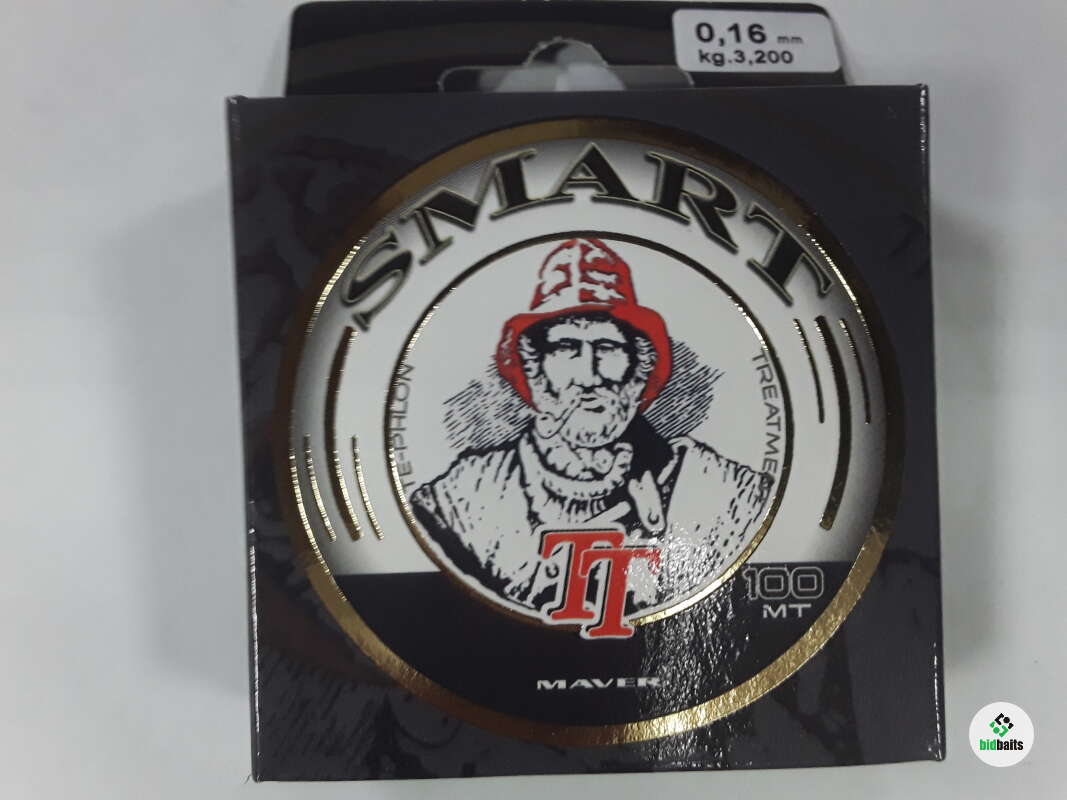 0,16 mm
kg.3,200
SMART
TE-PHLON
TREATMENT
TT
100
MT
MAVER
bidbaits